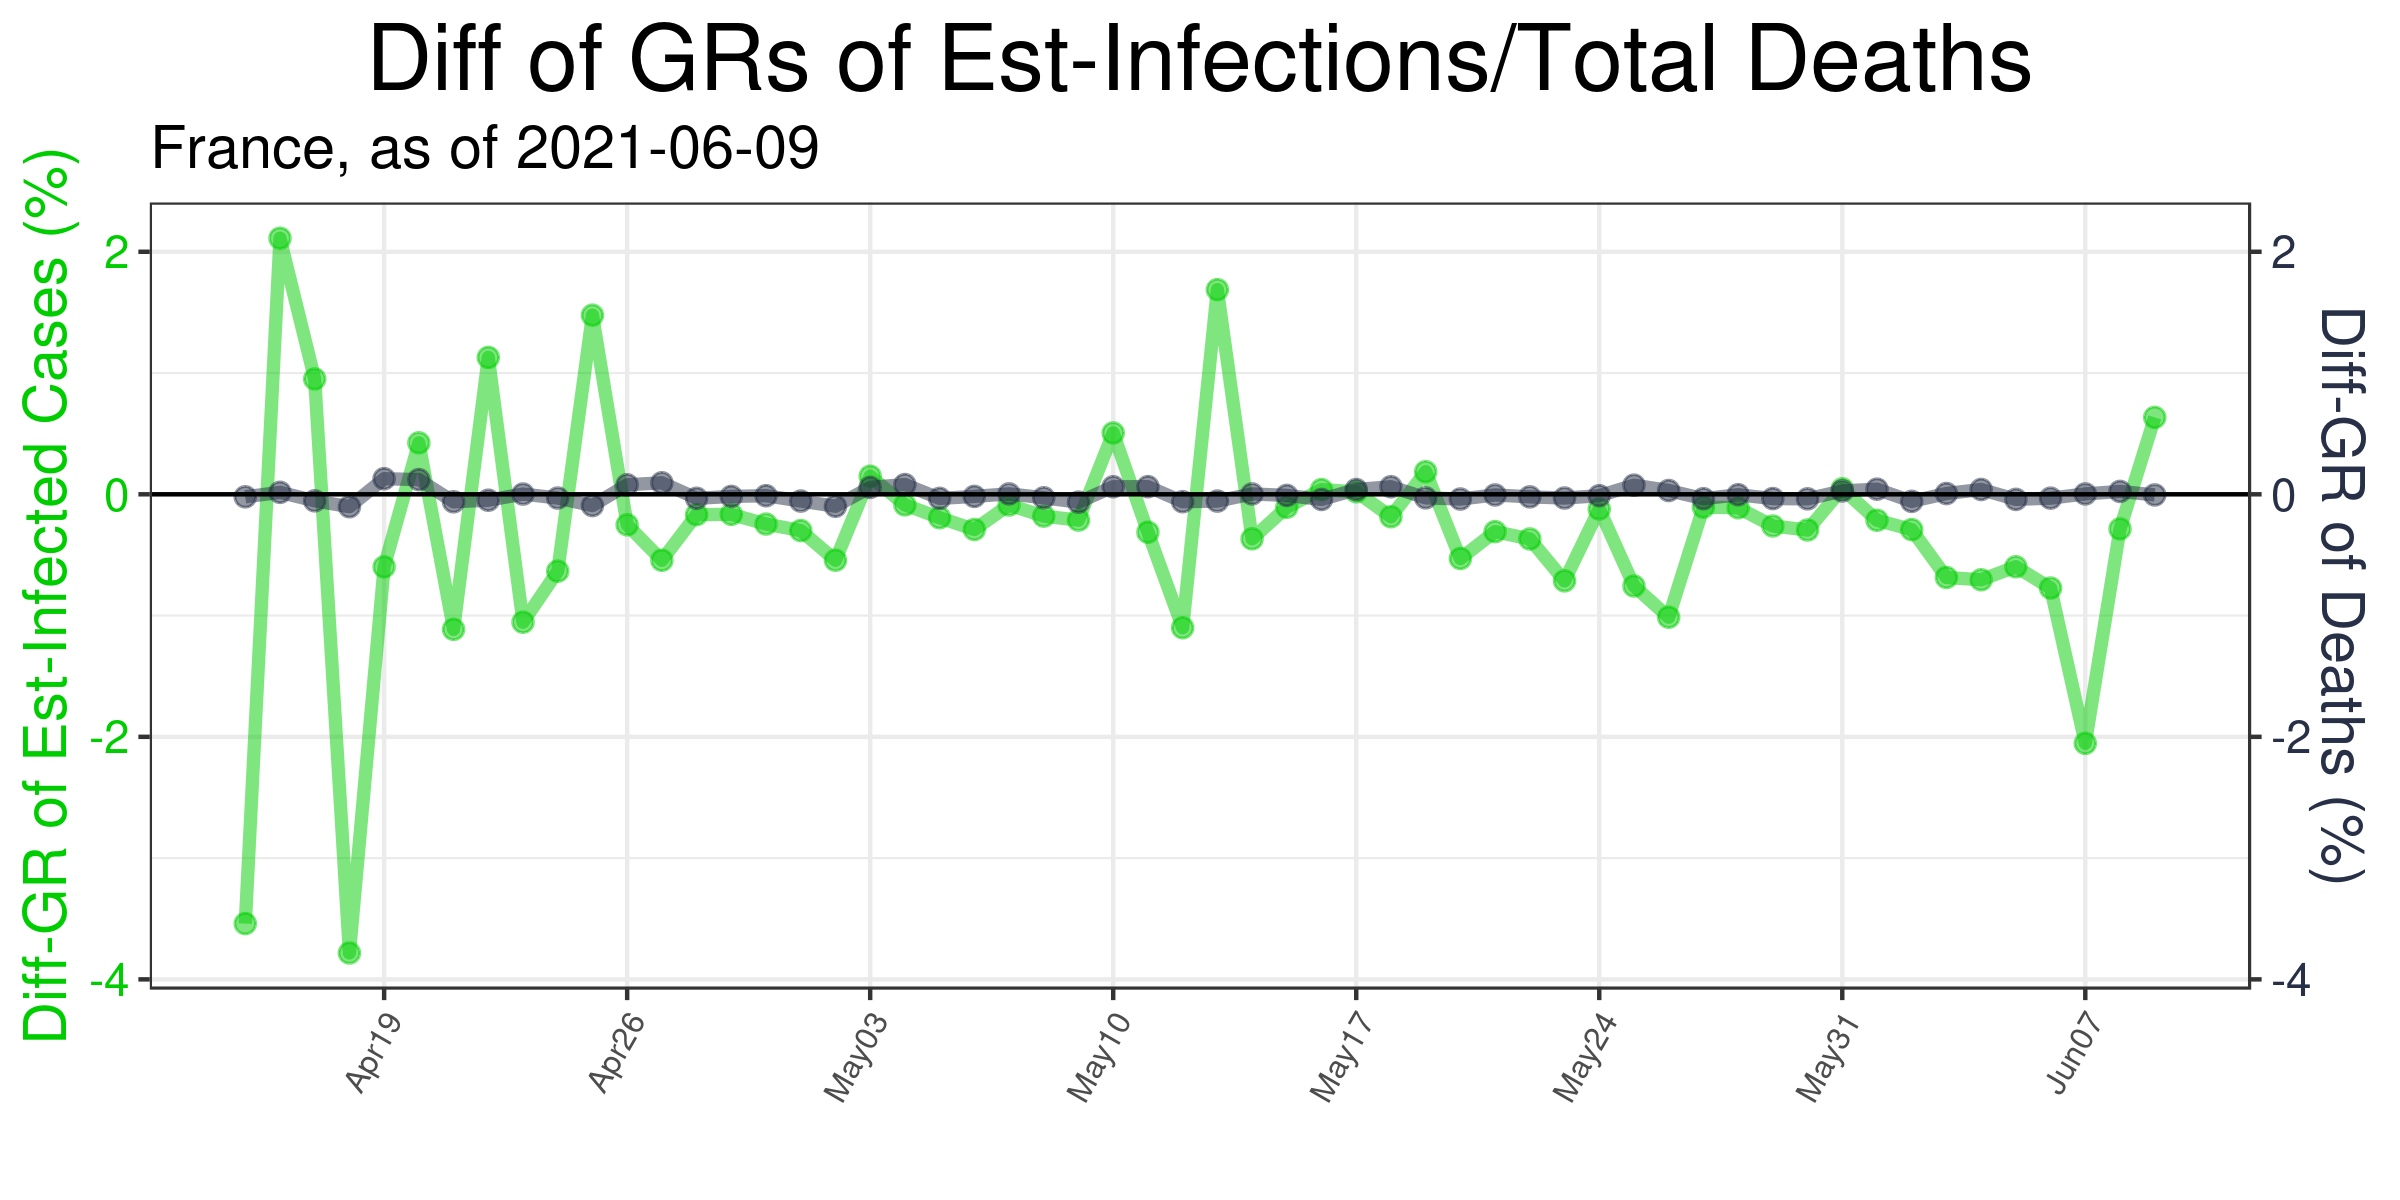 Diff of GRs of Est-Infections/Total Deaths
France, as of 2021-06-09
Diff-GR of Est-Infected Cases (%)
2
0
-2
-4
2
0
-2
-4
Diff-GR of Deaths (%)
Apr19
Apr26
May03
May10
May17
May24
May31
Jun07